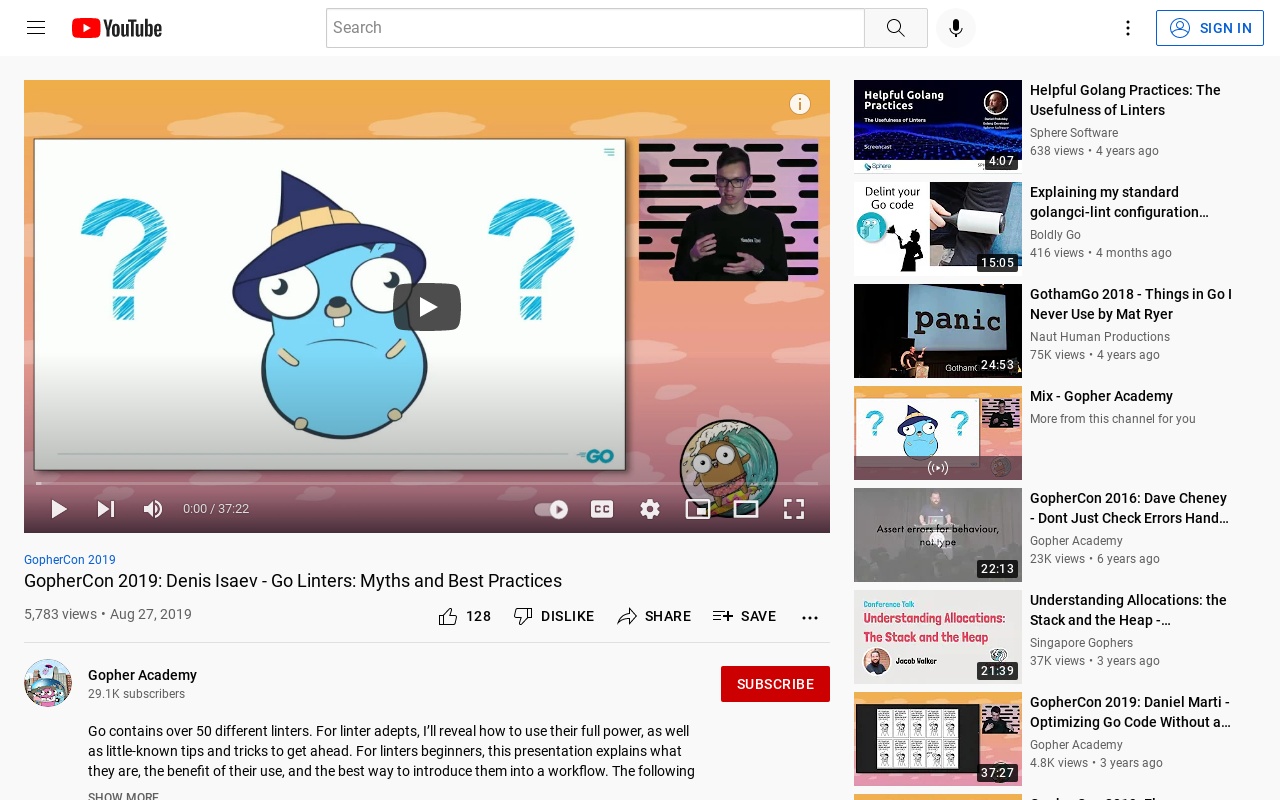 YouTube
Search
SIGN IN
? ?
GO
0:00 / 37:22
CC
GopherCon 2019
GopherCon 2019: Denis Isaev - Go Linters: Myths and Best Practices
5,783 views • Aug 27, 2019
128
DISLIKE
SHARE
SAVE
Gopher Academy
29.1K subscribers
SUBSCRIBE
Go contains over 50 different linters. For linter adepts, I’ll reveal how to use their full power, as well
as little-known tips and tricks to get ahead. For linters beginners, this presentation explains what
they are, the benefit of their use, and the best way to introduce them into a workflow. The following
SHOW MORE
Helpful Golang
Practices
The Usefulness of Linters
Screencast
Sphere
4:07
Helpful Golang Practices: The
Usefulness of Linters
Sphere Software
638 views • 4 years ago
Delint your
Go code
15:05
Explaining my standard
golangci-lint configuration…
Boldly Go
416 views • 4 months ago
panic
24:53
GothamGo 2018 - Things in Go I
Never Use by Mat Ryer
Naut Human Productions
75K views • 4 years ago
? ?
Mix - Gopher Academy
More from this channel for you
Assert errors for behaviour,
not type
22:13
GopherCon 2016: Dave Cheney
- Dont Just Check Errors Hand…
Gopher Academy
23K views • 6 years ago
Conference Talk
Understanding Allocations:
The Stack and the Heap
Jacob Walker
21:39
Understanding Allocations: the
Stack and the Heap -…
Singapore Gophers
37K views • 3 years ago
37:27
GopherCon 2019: Daniel Marti -
Optimizing Go Code Without a…
Gopher Academy
4.8K views • 3 years ago